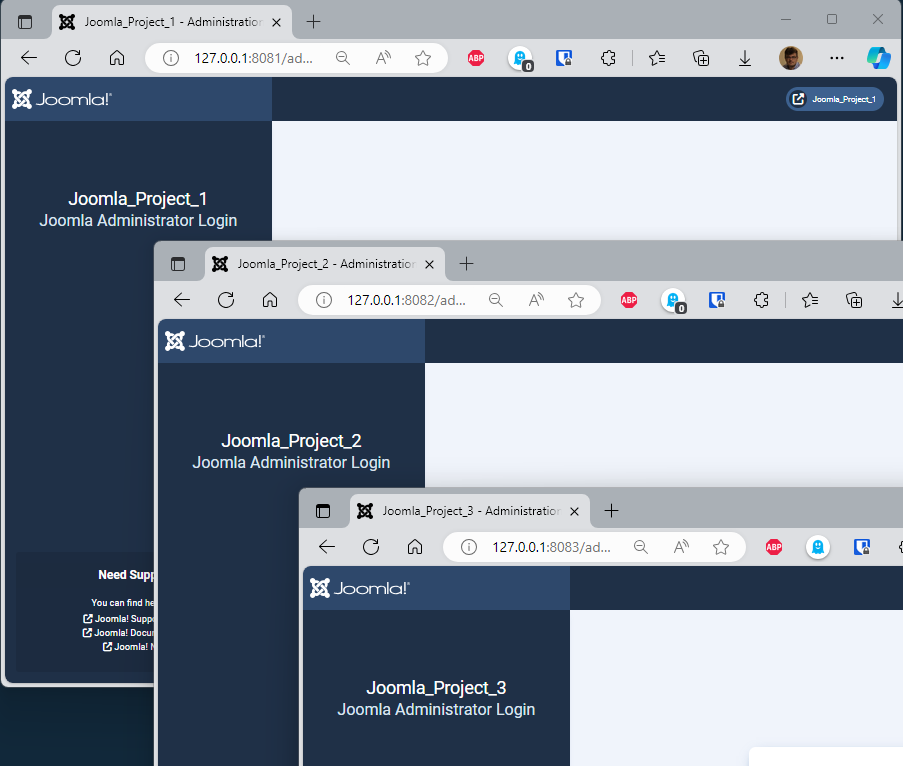 Joomla_Project_1 - Administration
127.0.0.1:8081/ad...
ABP
0
Joomla!®
Joomla_Project_1
Joomla_Project_1
Joomla Administrator Login
Need Supp
You can find he
Joomla! Suppo
Joomla! Docu
Joomla!
Joomla_Project_2 - Administration
127.0.0.1:8082/ad...
ABP
0
Joomla!®
Joomla_Project_2
Joomla Administrator Login
Joomla_Project_3 - Administration
127.0.0.1:8083/ad...
ABP
Joomla!®
Joomla_Project_3
Joomla Administrator Login